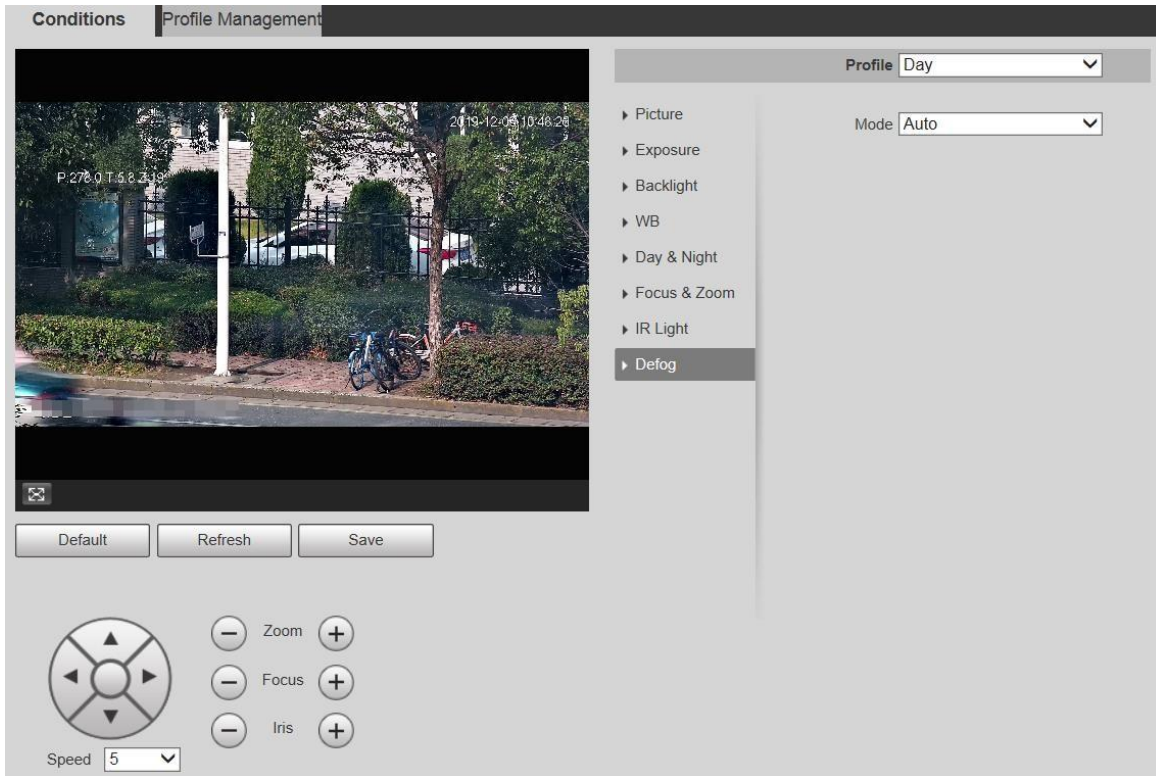 Conditions
Profile Management
Profile Day
Mode Auto
Picture
Exposure
Backlight
WB
Day & Night
Focus & Zoom
IR Light
Defog
Default
Refresh
Save
Zoom
Focus
Iris
Speed 5